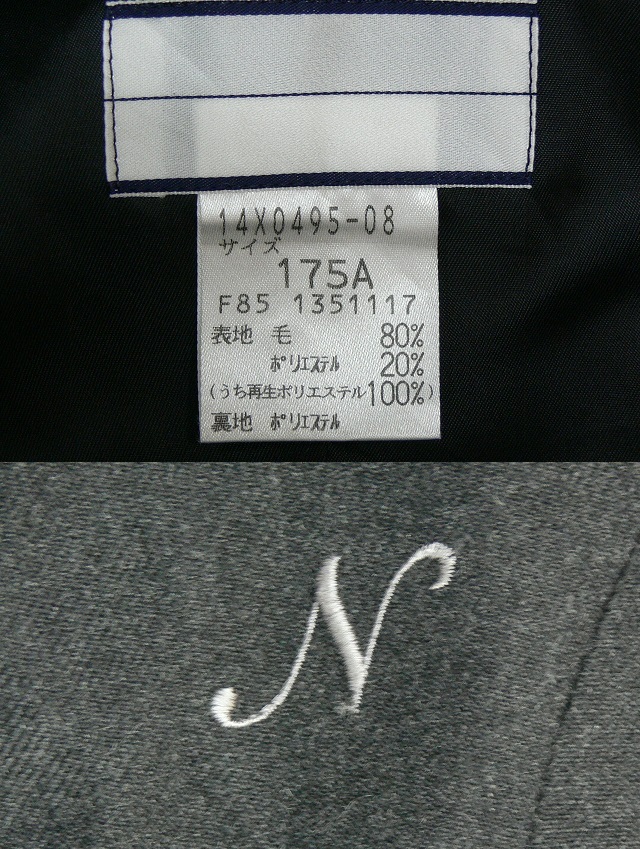 14X0495-08
サイズ
175A
F85 1351117
表地 毛 80%
ポリエステル 20%
(うち再生ポリエステル100%)
裏地 ポリエステル
N